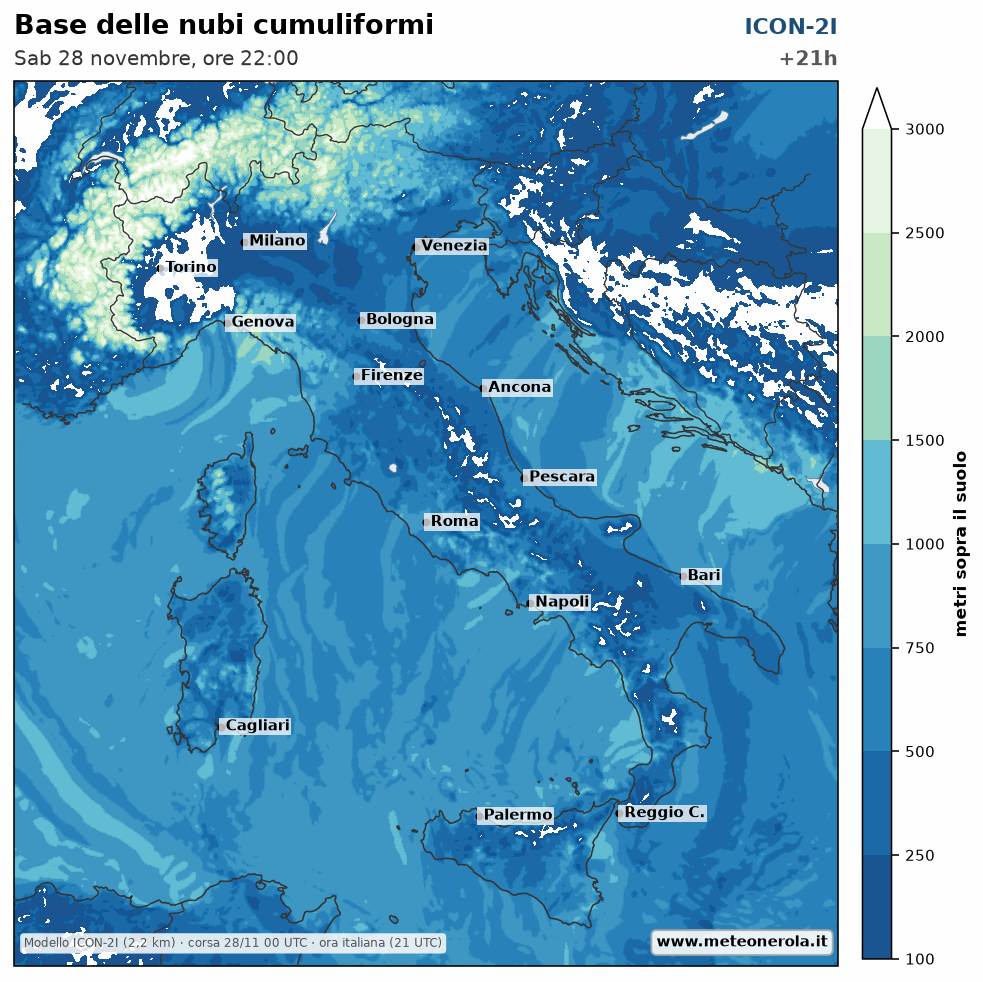 Base delle nubi cumuliformi
ICON-2I
Sab 28 novembre, ore 22:00
+21h
Milano
Venezia
Torino
Genova
Bologna
Firenze
Ancona
Pescara
Roma
Bari
Napoli
Cagliari
Palermo
Reggio C.
3000
2500
2000
1500
1000
750
500
250
100
metri sopra il suolo
Modello ICON-2I (2,2 km) · corsa 28/11 00 UTC · ora italiana (21 UTC)
www.meteonerola.it